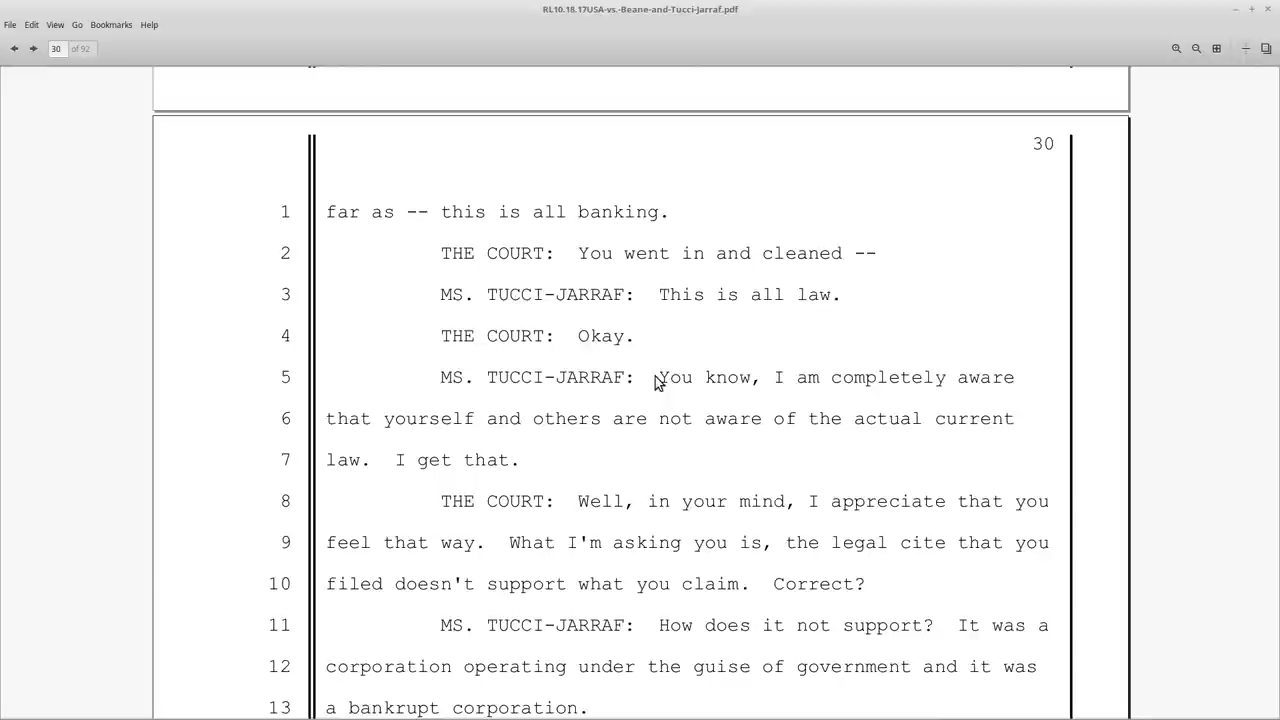 RL10.18.17USA-vs.-Beane-and-Tucci-Jarraf.pdf
File Edit View Go Bookmarks Help
30 of 92
30
1 far as -- this is all banking.
2 THE COURT: You went in and cleaned --
3 MS. TUCCI-JARRAF: This is all law.
4 THE COURT: Okay.
5 MS. TUCCI-JARRAF: You know, I am completely aware
6 that yourself and others are not aware of the actual current
7 law. I get that.
8 THE COURT: Well, in your mind, I appreciate that you
9 feel that way. What I'm asking you is, the legal cite that you
10 filed doesn't support what you claim. Correct?
11 MS. TUCCI-JARRAF: How does it not support? It was a
12 corporation operating under the guise of government and it was
13 a bankrupt corporation.